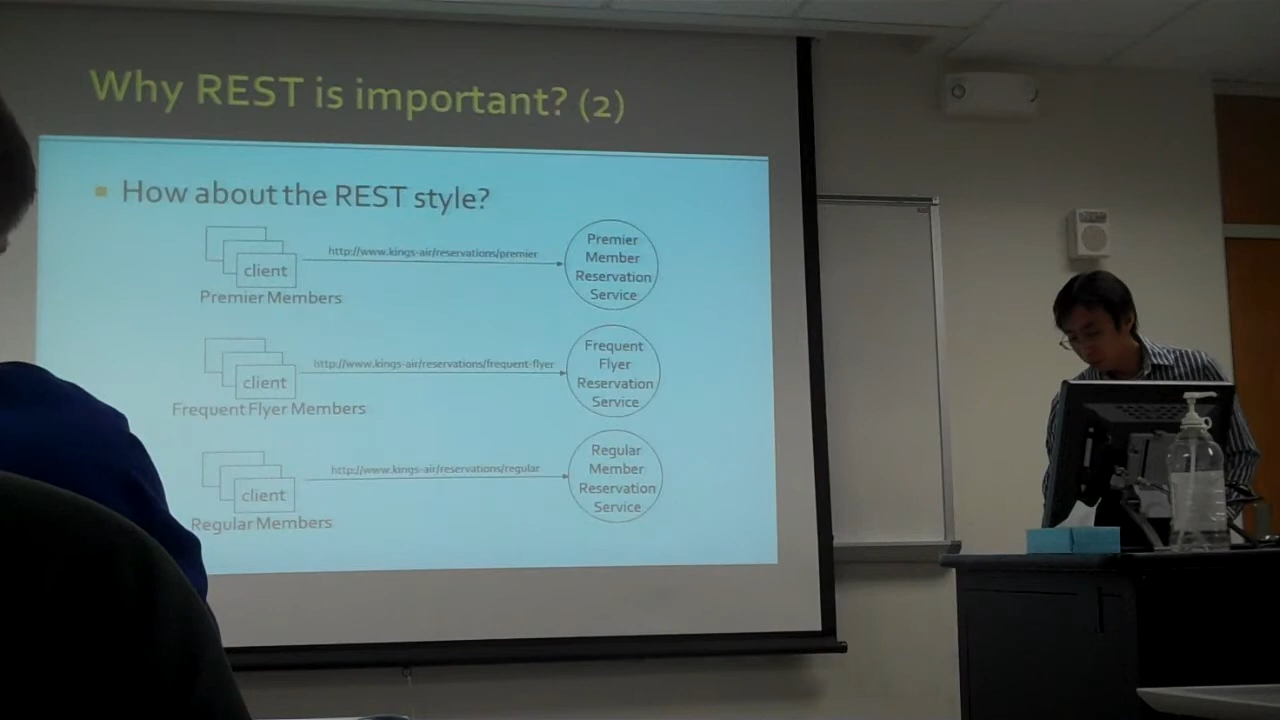 Why REST is important? (2)
How about the REST style?
client
Premier Members
http://www.kings-air/reservations/premier
Premier
Member
Reservation
Service
client
Frequent Flyer Members
http://www.kings-air/reservations/frequent-flyer
Frequent
Flyer
Reservation
Service
client
Regular Members
http://www.kings-air/reservations/regular
Regular
Member
Reservation
Service